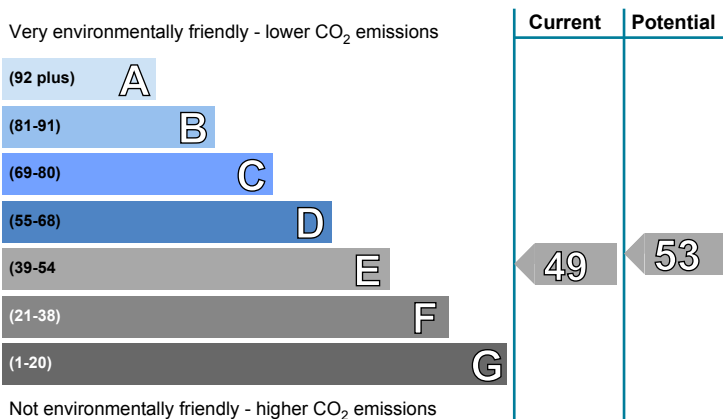 Current Potential
Very environmentally friendly - lower CO2 emissions
(92 plus) A
(81-91) B
(69-80) C
(55-68) D
(39-54 E 49 53
(21-38) F
(1-20) G
Not environmentally friendly - higher CO2 emissions